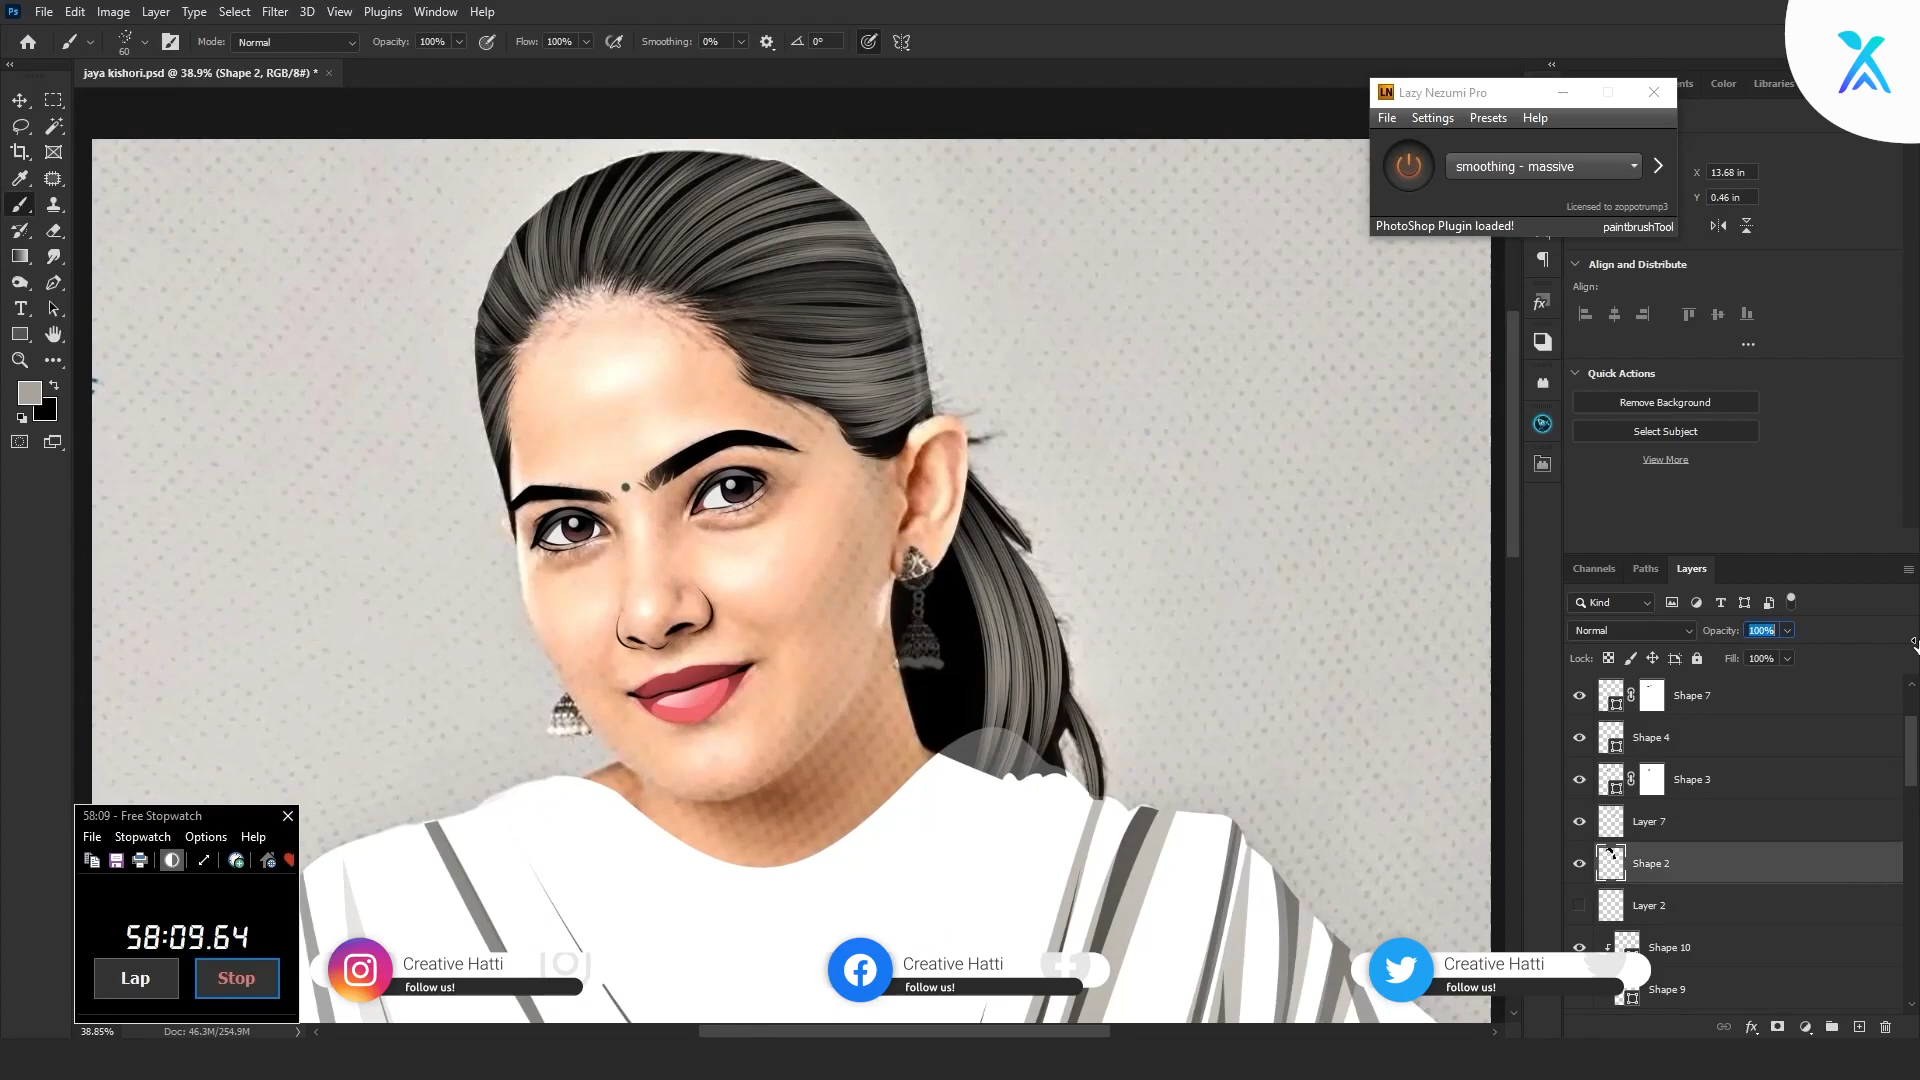 Ps File Edit Image Layer Type Select Filter 3D View Plugins Window Help
60 Mode: Normal Opacity: 100% Flow: 100% Smoothing: 0% 0°
jaya kishori.psd @ 38.9% (Shape 2, RGB/8#) *
Color Libraries
LN Lazy Nezumi Pro
File Settings Presets Help
smoothing - massive
Licensed to zoppotrump3
PhotoShop Plugin loaded! paintbrushTool
X 13.68 in
Y 0.46 in
Align and Distribute
Align:
Quick Actions
Remove Background
Select Subject
View More
Channels Paths Layers
Kind
Normal Opacity: 100%
Lock: Fill: 100%
Shape 7
Shape 4
Shape 3
Layer 7
Shape 2
Layer 2
Shape 10
Shape 9
58:09 - Free Stopwatch
File Stopwatch Options Help
58:09.64
Lap Stop
Creative Hatti
follow us!
Creative Hatti
follow us!
Creative Hatti
follow us!
38.85% Doc: 46.3M/254.9M